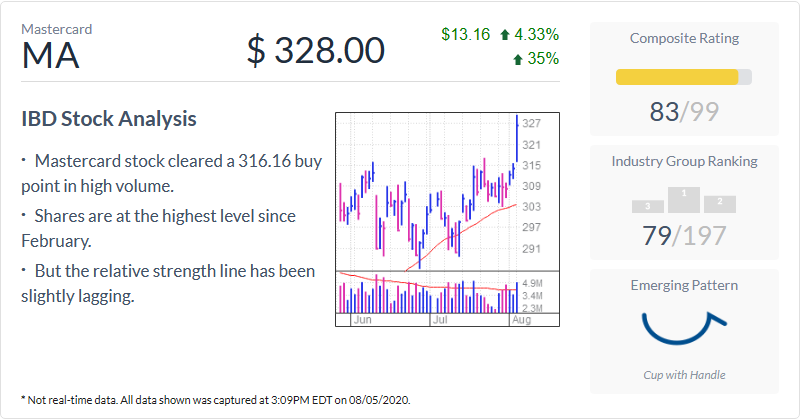 Mastercard
MA
$ 328.00
$13.16 4.33%
35%
IBD Stock Analysis
· Mastercard stock cleared a 316.16 buy
point in high volume.
· Shares are at the highest level since
February.
· But the relative strength line has been
slightly lagging.
327
321
315
309
303
297
291
4.9M
3.4M
2.3M
Jun Jul Aug
Composite Rating
83/99
Industry Group Ranking
3 1 2
79/197
Emerging Pattern
Cup with Handle
* Not real-time data. All data shown was captured at 3:09PM EDT on 08/05/2020.